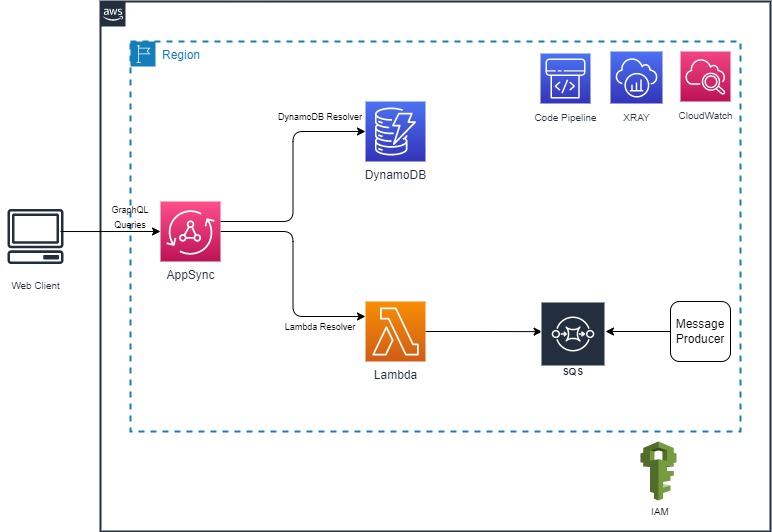 aws
Region
Code Pipeline
XRAY
CloudWatch
DynamoDB Resolver
DynamoDB
GraphQL
Queries
Web Client
AppSync
Lambda Resolver
Lambda
SQS
Message
Producer
IAM